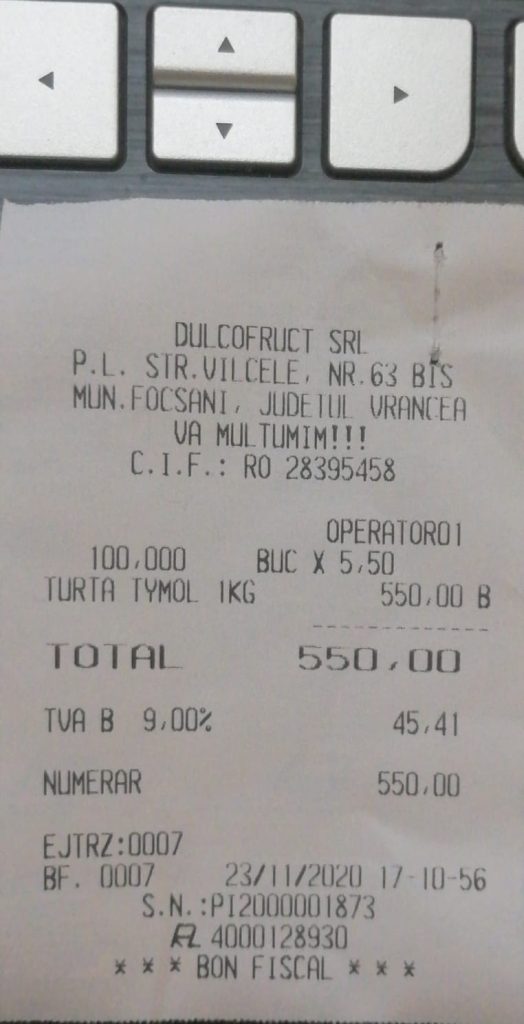 DULCOFRUCT SRL
P.L. STR.VILCELE, NR.63 BIS
MUN.FOCSANI, JUDETUL VRANCEA
VA MULTUMIM!!!
C.I.F.: RO 28395458
OPERATOR01
100,000 BUC X 5,50
TURTA TYMOL 1KG 550,00 B
TOTAL 550,00
TVA B 9,00% 45,41
NUMERAR 550,00
EJTRZ:0007
BF. 0007 23/11/2020 17-10-56
S.N.:PI2000001873
4000128930
* * * BON FISCAL * * *